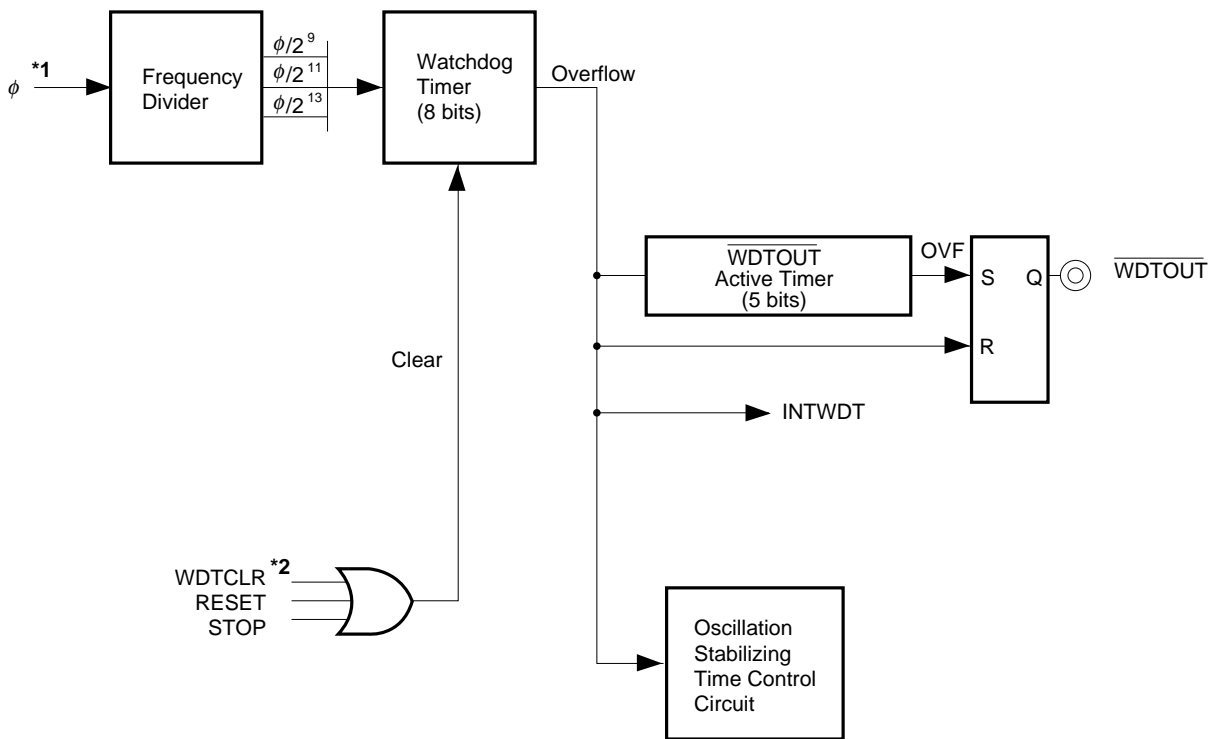 ϕ *1
Frequency
Divider
ϕ/2⁹
ϕ/2¹¹
ϕ/2¹³
Watchdog
Timer
(8 bits)
Overflow
WDTOUT
Active Timer
(5 bits)
OVF
S
Q
R
WDTOUT
Clear
INTWDT
WDTCLR *2
RESET
STOP
Oscillation
Stabilizing
Time Control
Circuit